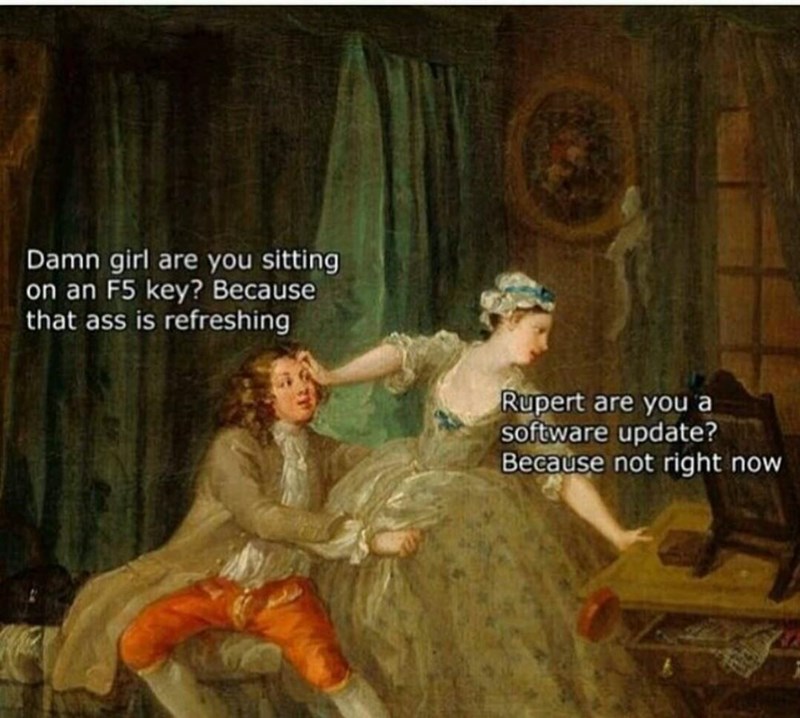 Damn girl are you sitting
on an F5 key? Because
that ass is refreshing
Rupert are you a
software update?
Because not right now